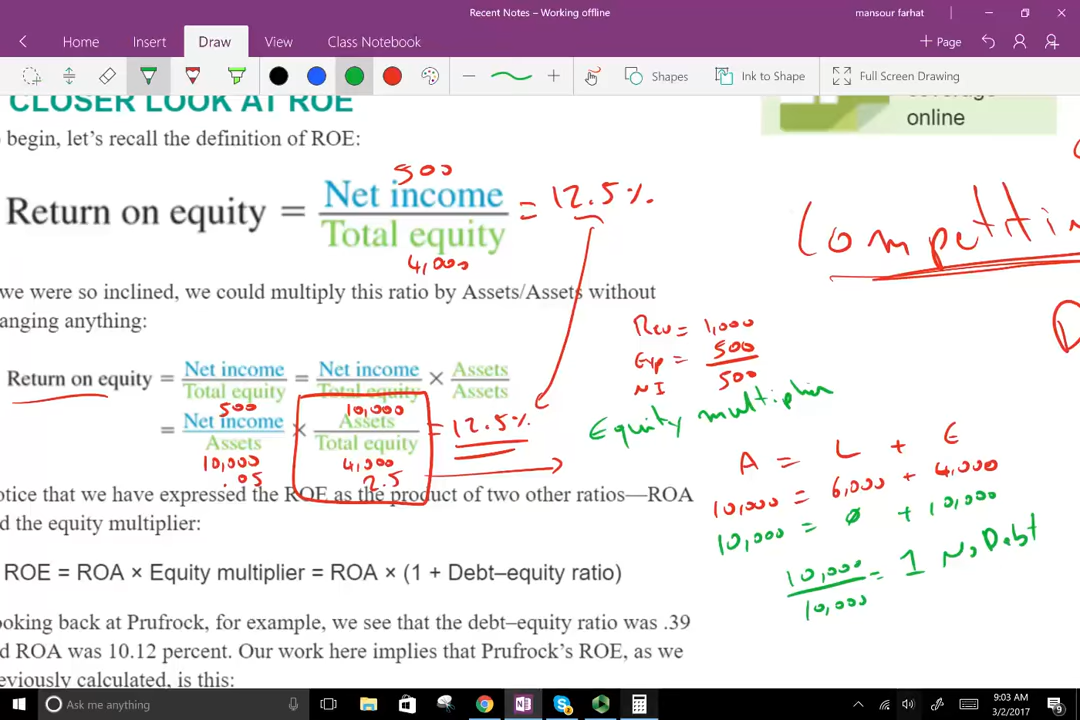 Recent Notes – Working offline
mansour farhat
Home
Insert
Draw
View
Class Notebook
Page
Shapes
Ink to Shape
Full Screen Drawing
CLOSER LOOK AT ROE
coverage
online
begin, let's recall the definition of ROE:
500
Return on equity = Net income / Total equity = 12.5%
4,000
Competitin
we were so inclined, we could multiply this ratio by Assets/Assets without
anging anything:
Rev = 1,000
Exp = 500
NI 500
Return on equity = Net income / Total equity = Net income / Total equity × Assets / Assets
500
10,000
= Net income / Assets × Assets / Total equity = 12.5%
10,000
4,000
.05
2.5
Equity multiplier
A = L + E
10,000 = 6,000 + 4,000
10,000 = 0 + 10,000
10,000 / 10,000 = 1 No Debt
otice that we have expressed the ROE as the product of two other ratios—ROA
d the equity multiplier:
ROE = ROA × Equity multiplier = ROA × (1 + Debt–equity ratio)
ooking back at Prufrock, for example, we see that the debt–equity ratio was .39
d ROA was 10.12 percent. Our work here implies that Prufrock's ROE, as we
eviously calculated, is this:
Ask me anything
9:03 AM
3/2/2017